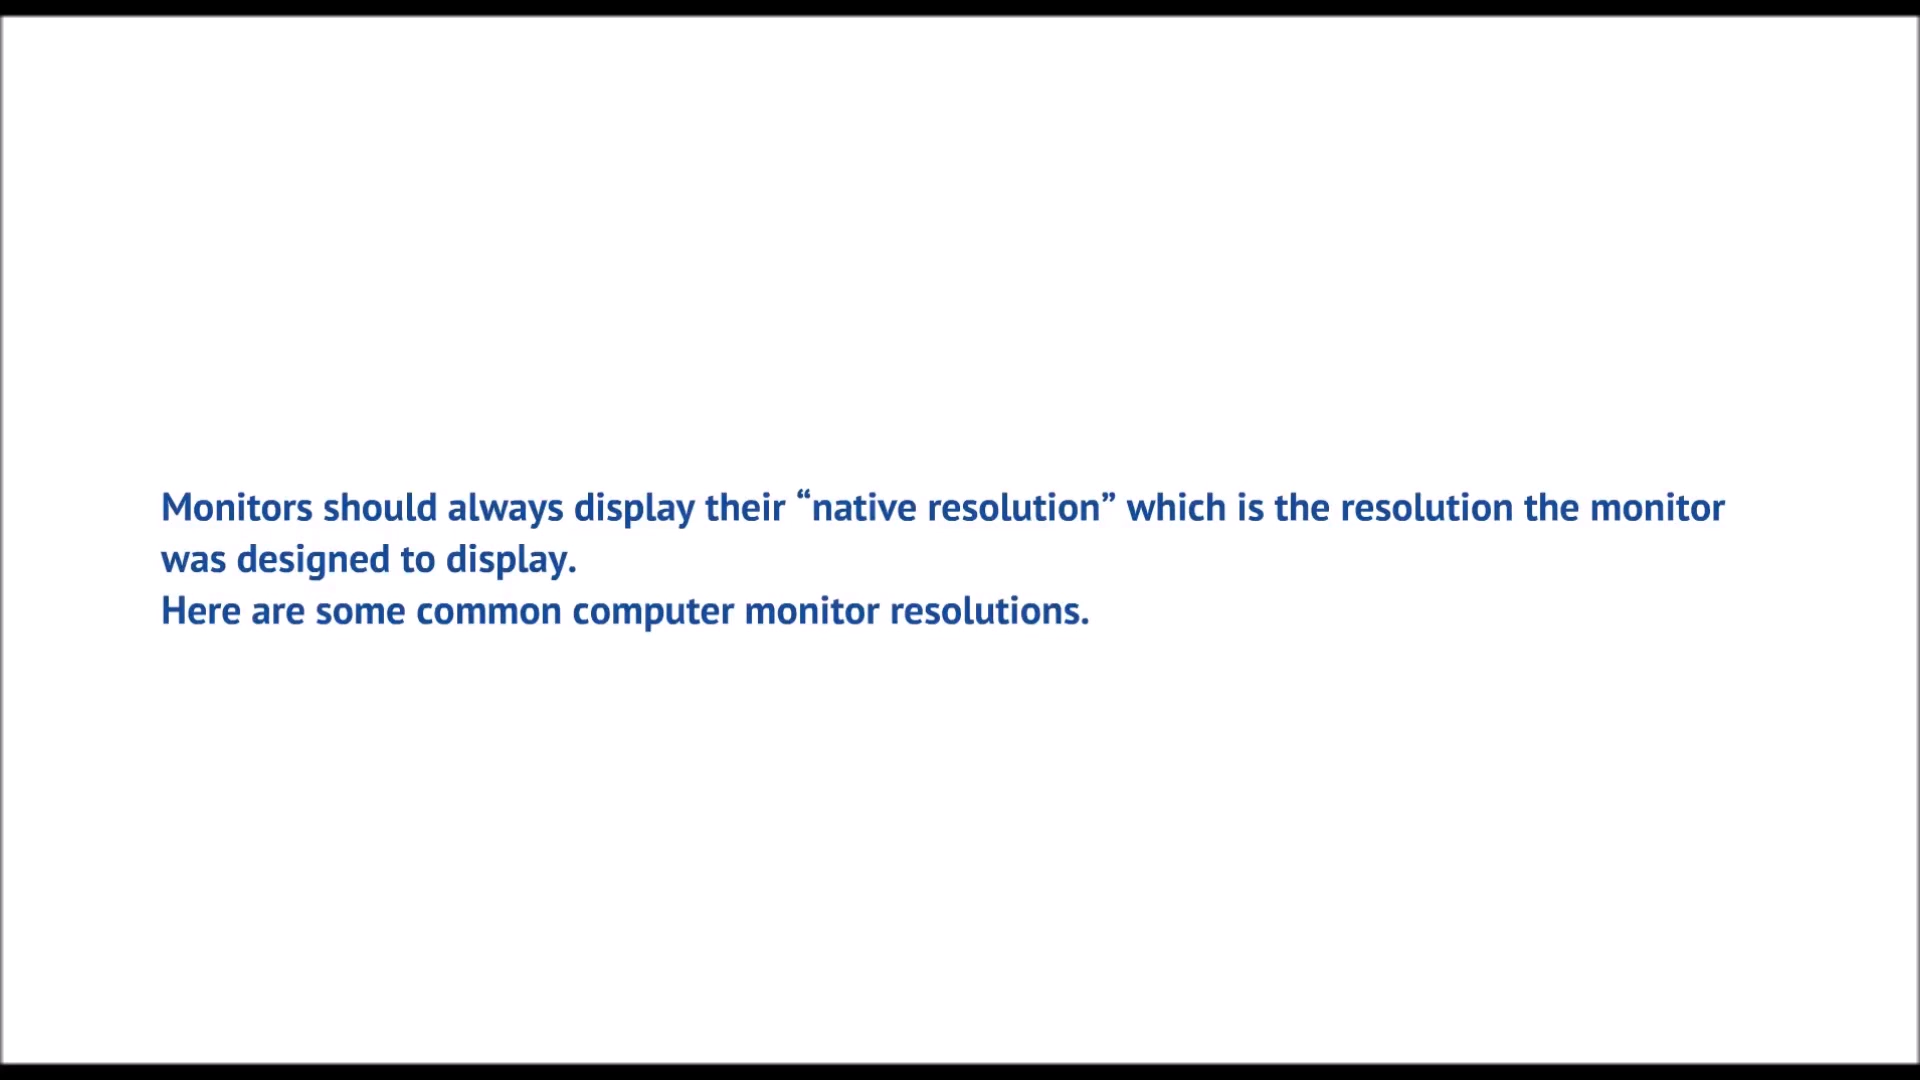 Monitors should always display their “native resolution” which is the resolution the monitor
was designed to display.
Here are some common computer monitor resolutions.